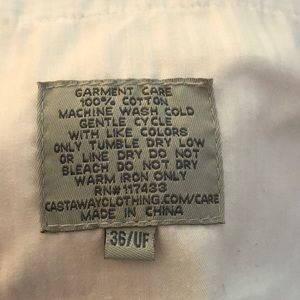 GARMENT CARE
100% COTTON
MACHINE WASH COLD
GENTLE CYCLE
WITH LIKE COLORS
ONLY TUMBLE DRY LOW
OR LINE DRY DO NOT
BLEACH DO NOT DRY
WARM IRON ONLY
RN#117433
CASTAWAYCLOTHING.COM/CARE
MADE IN CHINA
36/UF